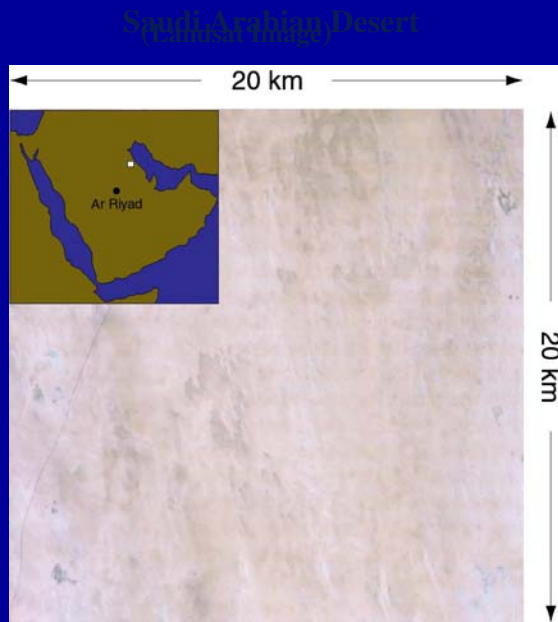 Saudi Arabian Desert
(Landsat Image)
20 km
Ar Riyad
20 km